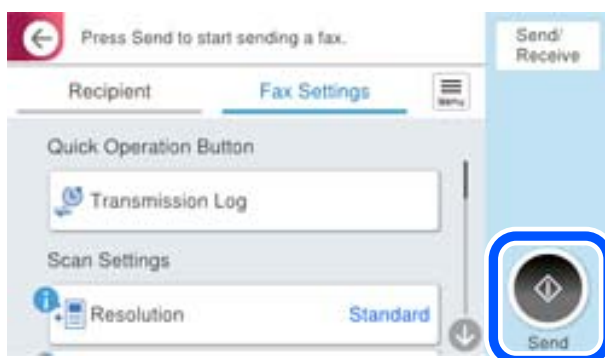 Press Send to start sending a fax.
Send/
Receive
Recipient
Fax Settings
Menu
Quick Operation Button
Transmission Log
Scan Settings
Resolution
Standard
Send